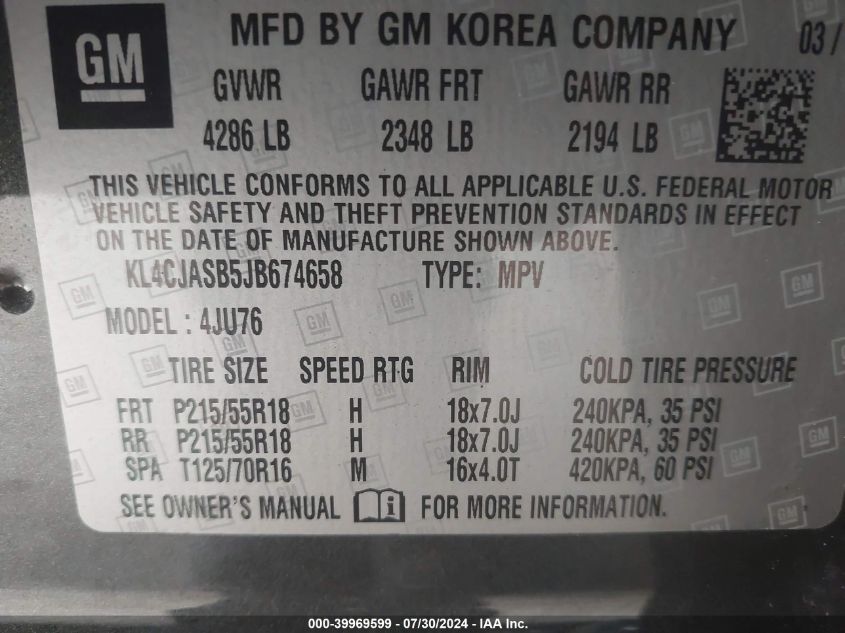 GM
MFD BY GM KOREA COMPANY 03/
GVWR GAWR FRT GAWR RR
4286 LB 2348 LB 2194 LB
THIS VEHICLE CONFORMS TO ALL APPLICABLE U.S. FEDERAL MOTOR
VEHICLE SAFETY AND THEFT PREVENTION STANDARDS IN EFFECT
ON THE DATE OF MANUFACTURE SHOWN ABOVE.
KL4CJASB5JB674658 TYPE: MPV
MODEL : 4JU76
TIRE SIZE SPEED RTG RIM COLD TIRE PRESSURE
FRT P215/55R18 H 18x7.0J 240KPA, 35 PSI
RR P215/55R18 H 18x7.0J 240KPA, 35 PSI
SPA T125/70R16 M 16x4.0T 420KPA, 60 PSI
SEE OWNER'S MANUAL i FOR MORE INFORMATION.
000-39969599 / 07/30/2024 - IAA Inc.